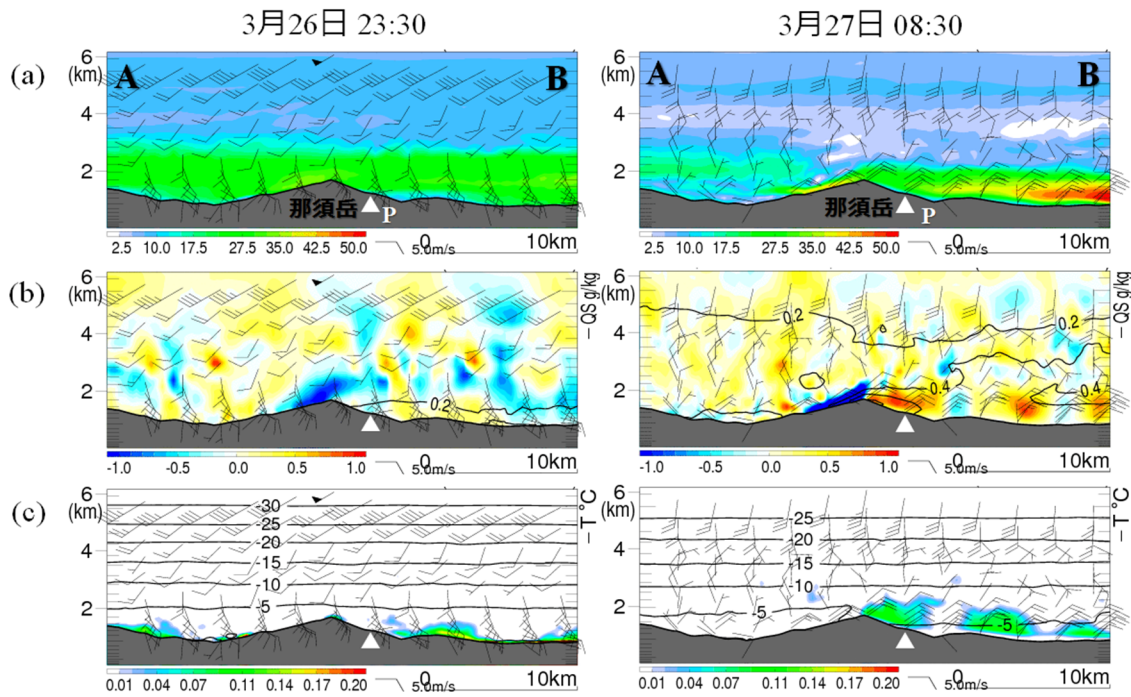 3月26日 23:30
3月27日 08:30
(a)
6
(km)
4
2
A
B
那須岳
P
2.5 10.0 17.5 27.5 35.0 42.5 50.0
5.0m/s
0
10km
6
(km)
4
2
A
B
那須岳
P
2.5 10.0 17.5 27.5 35.0 42.5 50.0
5.0m/s
0
10km
(b)
6
(km)
4
2
0.2
-1.0 -0.5 0.0 0.5 1.0
5.0m/s
0
10km
– QS g/kg
6
(km)
4
2
0.2
0.2
0.4
0.4
-1.0 -0.5 0.0 0.5 1.0
5.0m/s
0
10km
– QS g/kg
(c)
6
(km)
4
2
-30
-25
-20
-15
-10
-5
0.01 0.04 0.07 0.11 0.14 0.17 0.20
5.0m/s
0
10km
– T °C
6
(km)
4
2
-25
-20
-15
-10
-5
-5
0.01 0.04 0.07 0.11 0.14 0.17 0.20
5.0m/s
0
10km
– T °C